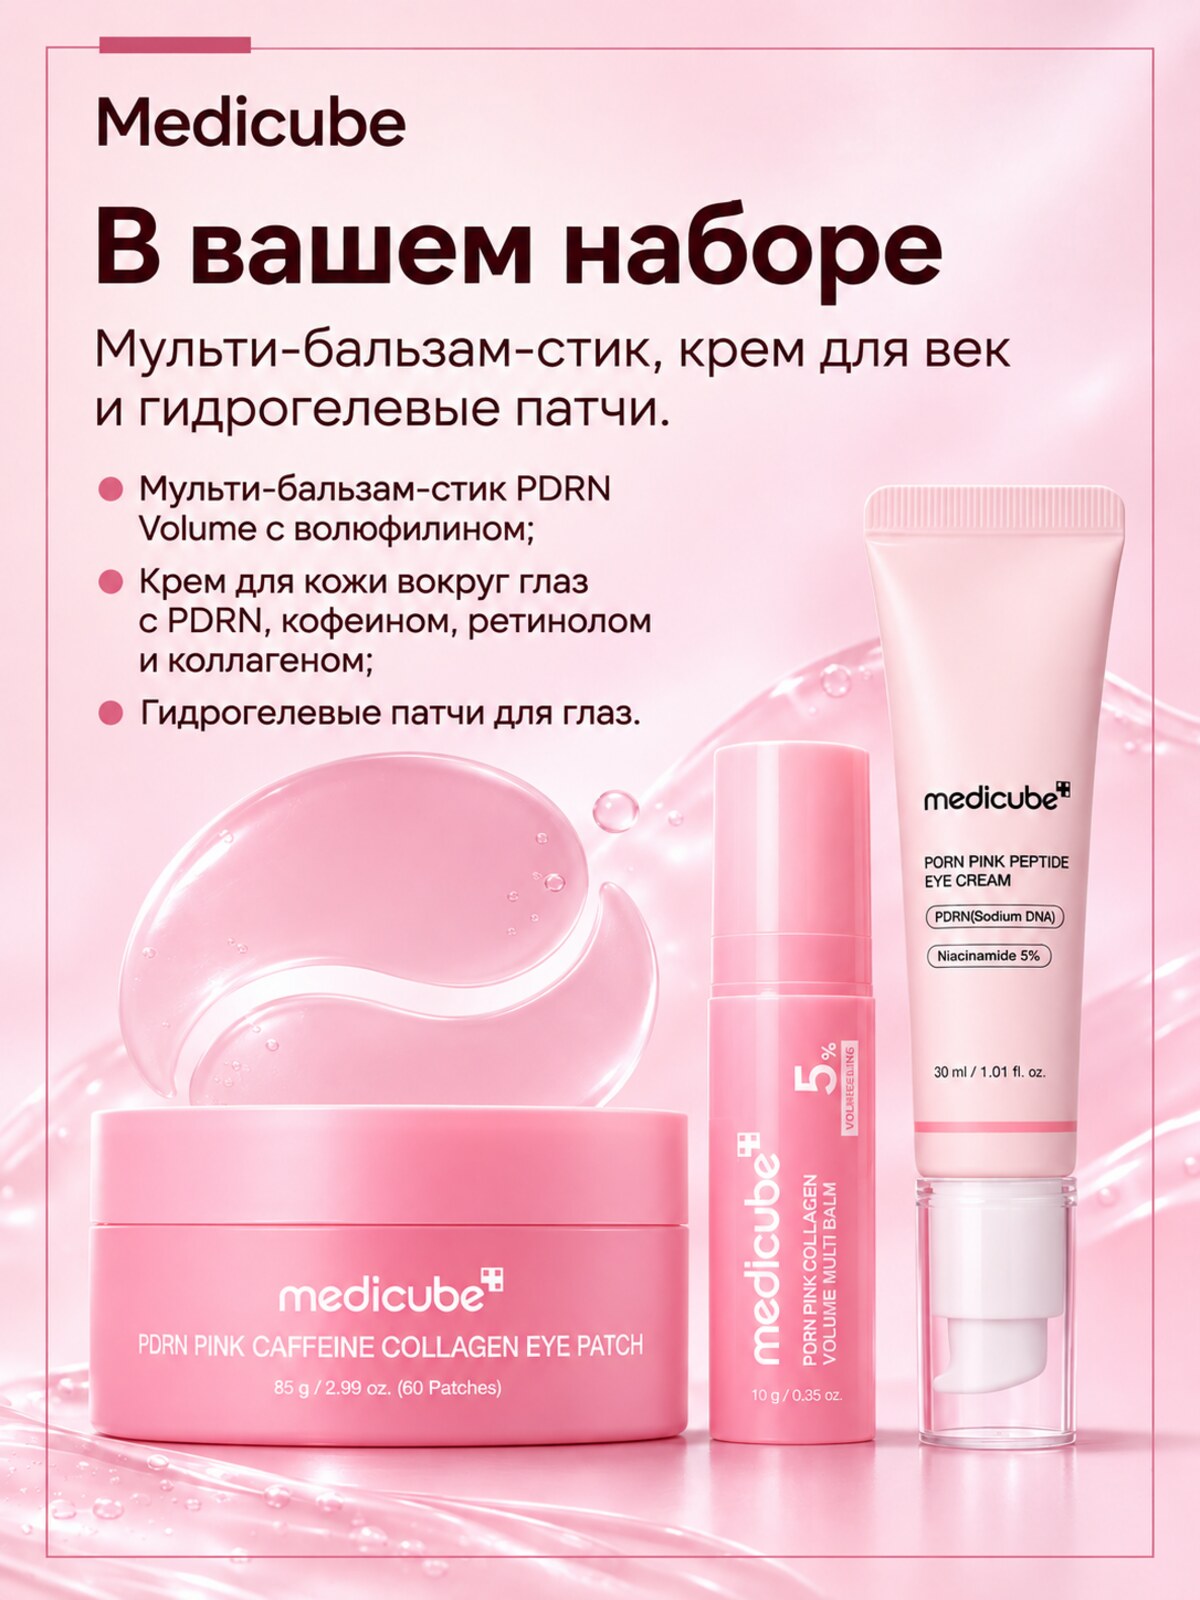 Medicube
В вашем наборе
Мульти-бальзам-стик, крем для век
и гидрогелевые патчи.
Мульти-бальзам-стик PDRN
Volume с волюфилином;
Крем для кожи вокруг глаз
с PDRN, кофеином, ретинолом
и коллагеном;
Гидрогелевые патчи для глаз.
medicube
PORN PINK PEPTIDE
EYE CREAM
PDRN(Sodium DNA)
Niacinamide 5%
30 ml / 1.01 fl. oz.
5%
medicube
PORN PINK COLLAGEN
VOLUME MULTI BALM
10 g / 0.35 oz.
medicube
PDRN PINK CAFFEINE COLLAGEN EYE PATCH
85 g / 2.99 oz. (60 Patches)